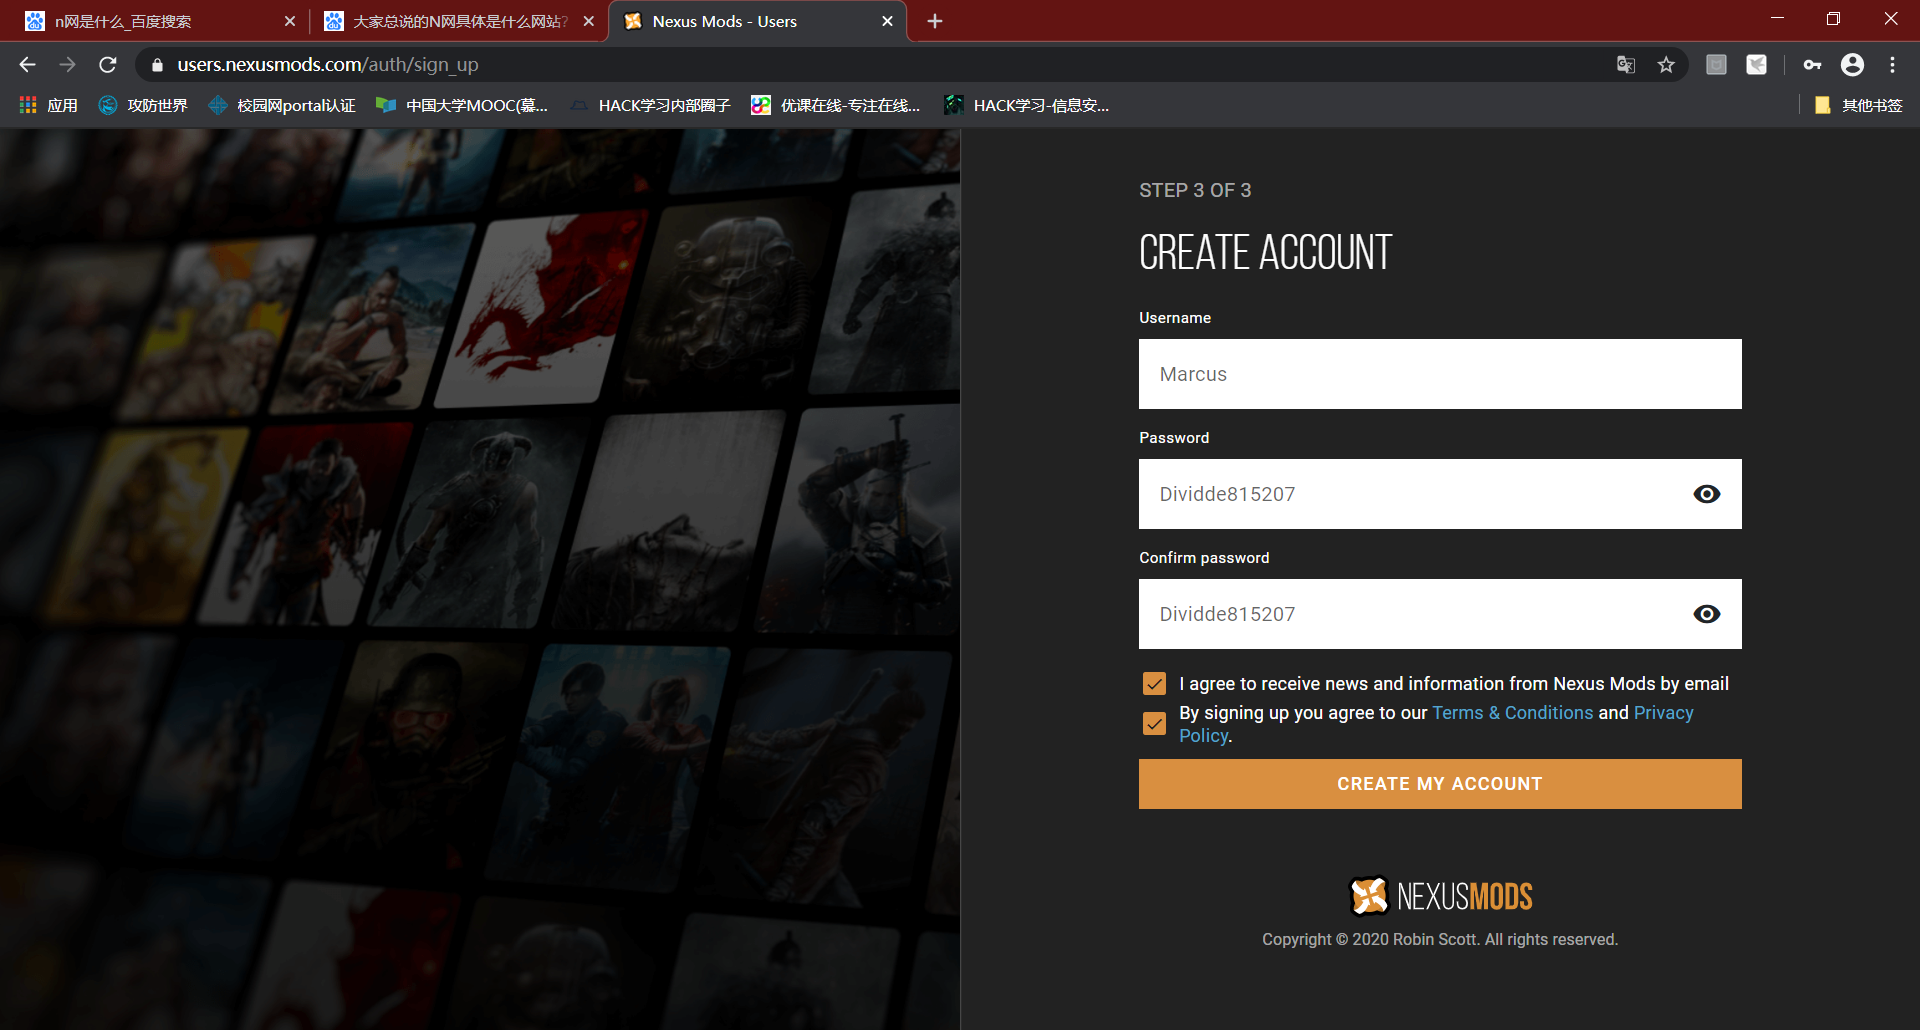 n网是什么_百度搜索
大家总说的N网具体是什么网站?
Nexus Mods - Users
users.nexusmods.com/auth/sign_up
应用
攻防世界
校园网portal认证
中国大学MOOC(慕...
HACK学习内部圈子
优课在线-专注在线...
HACK学习-信息安...
其他书签
STEP 3 OF 3
CREATE ACCOUNT
Username
Marcus
Password
Dividde815207
Confirm password
Dividde815207
I agree to receive news and information from Nexus Mods by email
By signing up you agree to our Terms & Conditions and Privacy
Policy.
CREATE MY ACCOUNT
NEXUSMODS
Copyright © 2020 Robin Scott. All rights reserved.